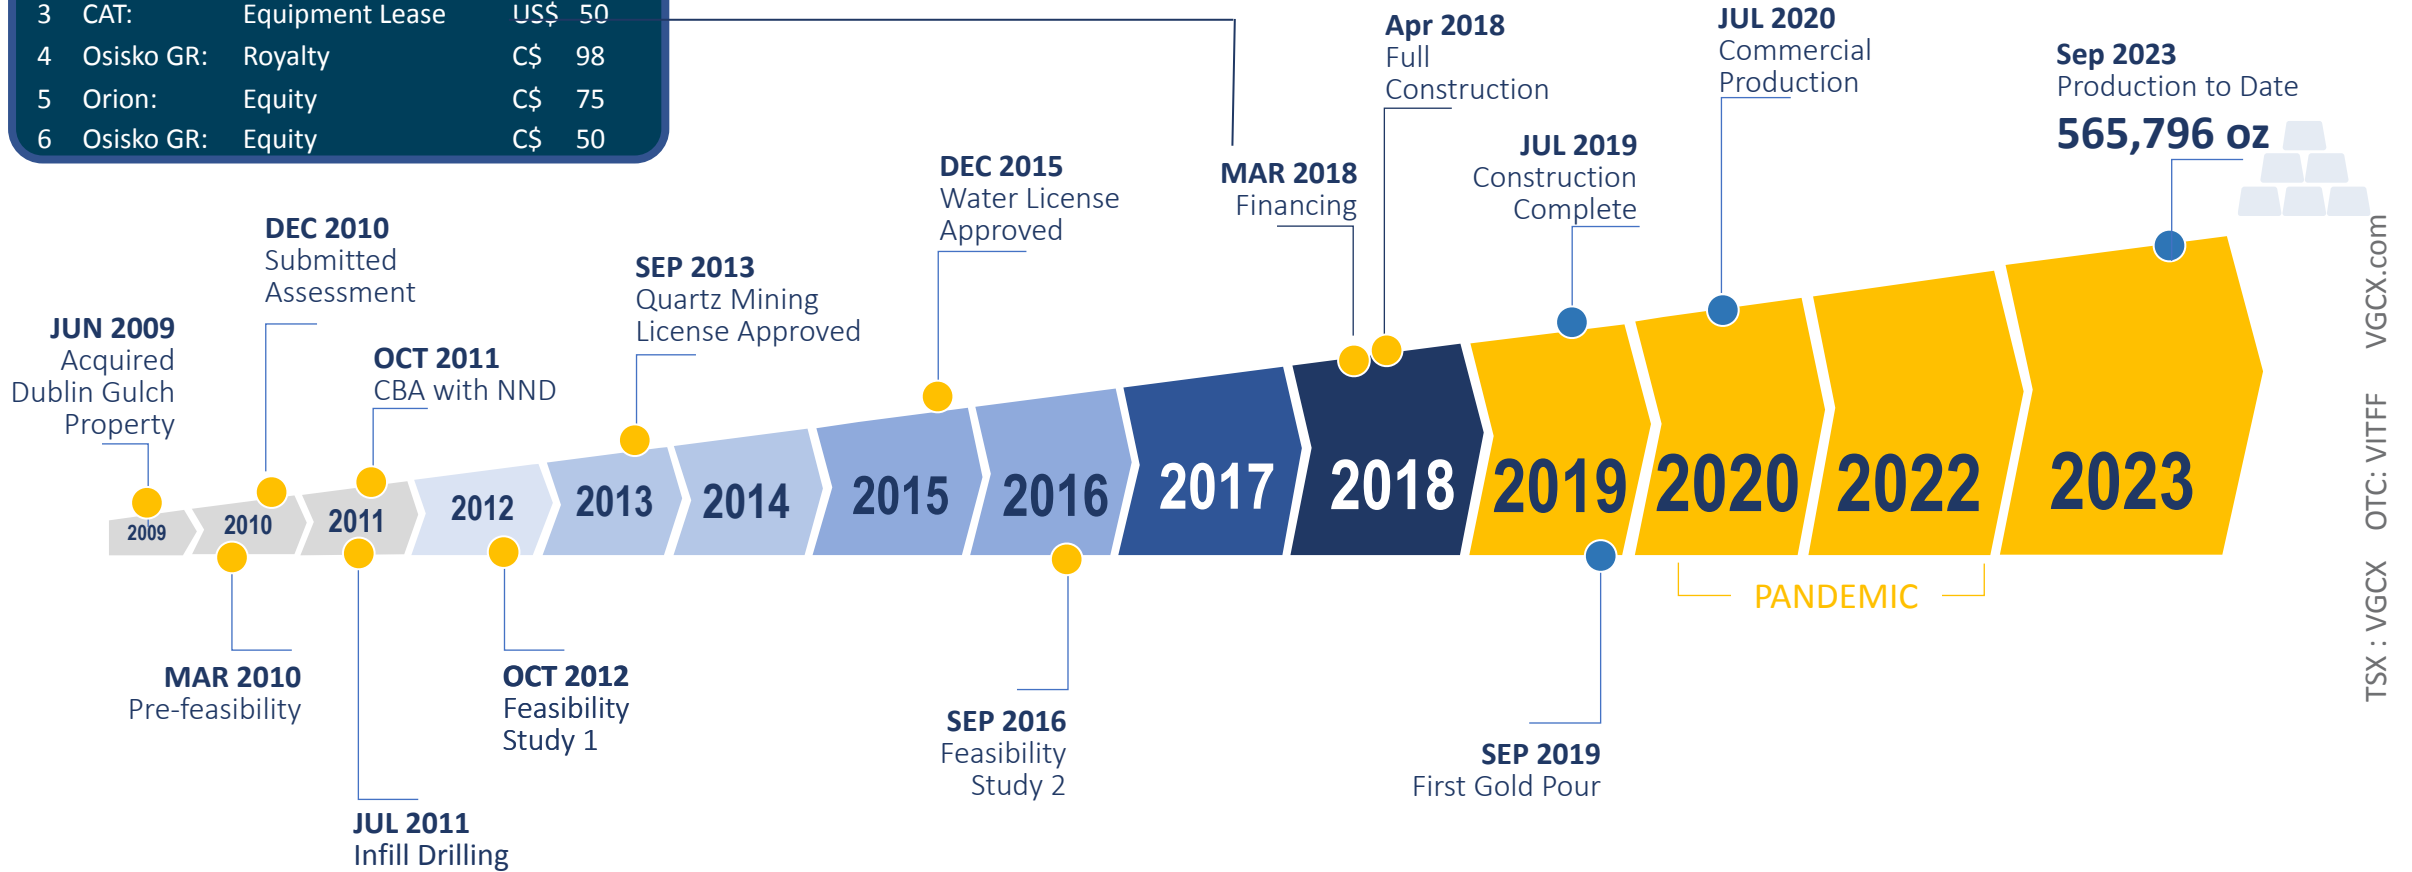 3 CAT: Equipment Lease US$ 50
4 Osisko GR: Royalty C$ 98
5 Orion: Equity C$ 75
6 Osisko GR: Equity C$ 50
JUN 2009
Acquired
Dublin Gulch
Property
DEC 2010
Submitted
Assessment
OCT 2011
CBA with NND
SEP 2013
Quartz Mining
License Approved
DEC 2015
Water License
Approved
MAR 2018
Financing
Apr 2018
Full
Construction
JUL 2019
Construction
Complete
JUL 2020
Commercial
Production
Sep 2023
Production to Date
565,796 oz
2009
2010
2011
2012
2013
2014
2015
2016
2017
2018
2019
2020
2022
2023
PANDEMIC
MAR 2010
Pre-feasibility
JUL 2011
Infill Drilling
OCT 2012
Feasibility
Study 1
SEP 2016
Feasibility
Study 2
SEP 2019
First Gold Pour
TSX : VGCX OTC: VITFF VGCX.com